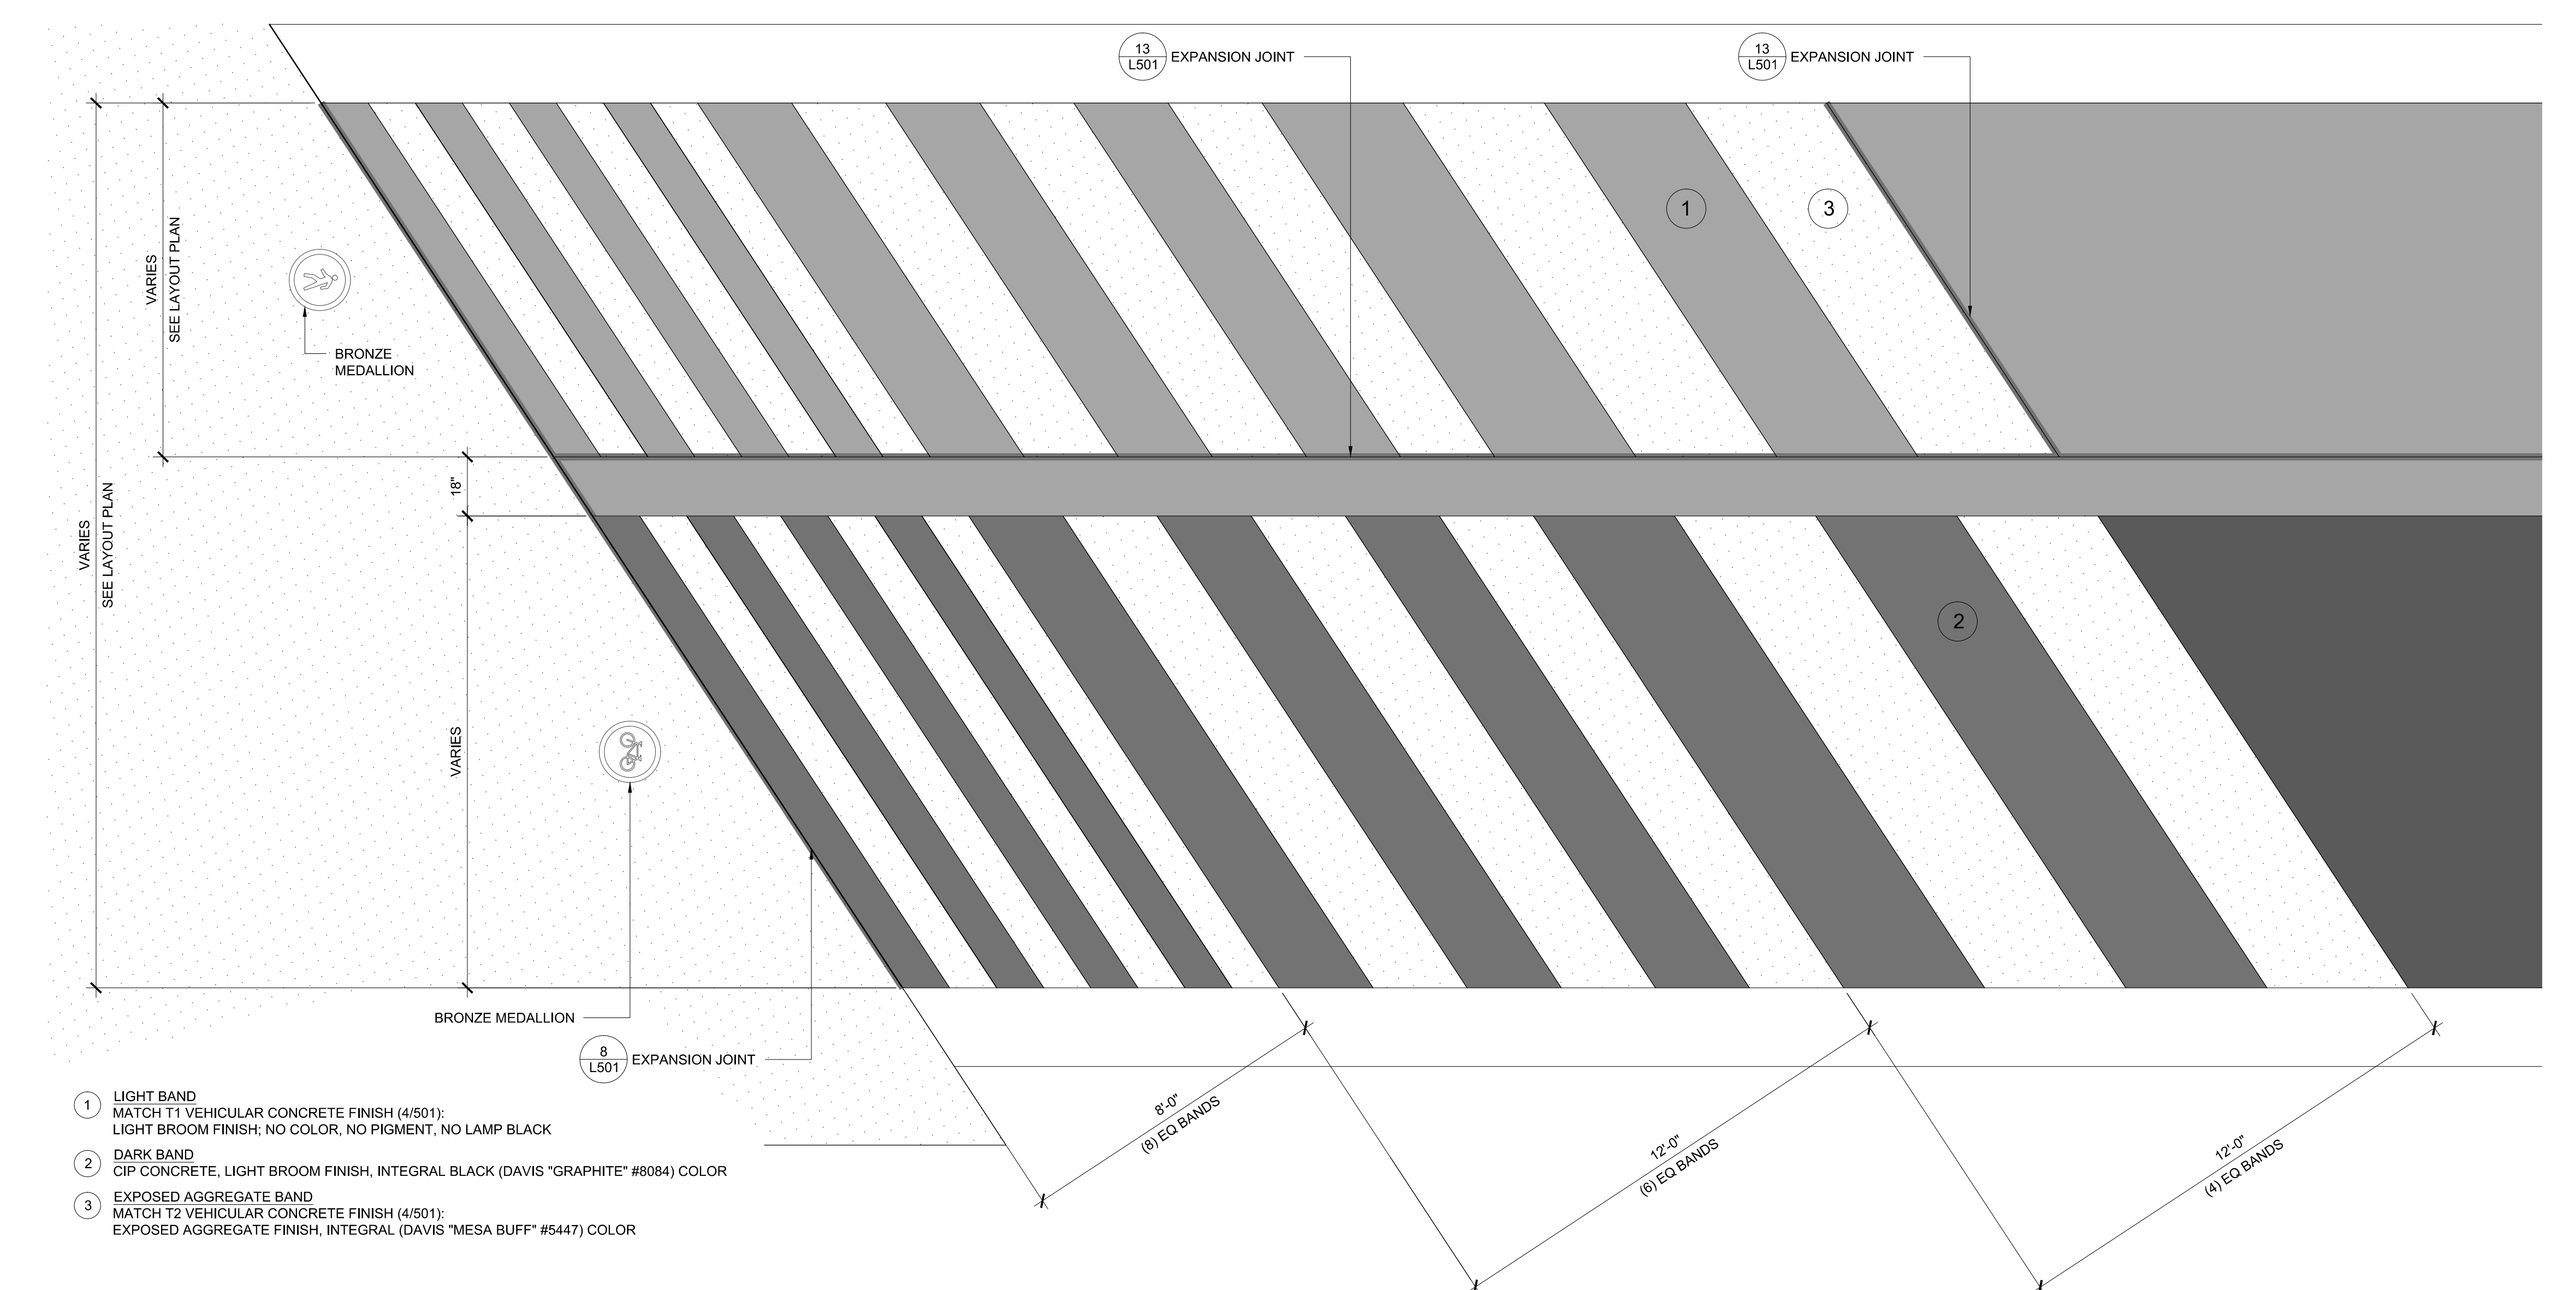 13
L501
EXPANSION JOINT
13
L501
EXPANSION JOINT
1
3
VARIES
SEE LAYOUT PLAN
BRONZE
MEDALLION
18"
VARIES
SEE LAYOUT PLAN
2
VARIES
BRONZE MEDALLION
8
L501
EXPANSION JOINT
8'-0"
(8) EQ BANDS
12'-0"
(6) EQ BANDS
12'-0"
(4) EQ BANDS
1
LIGHT BAND
MATCH T1 VEHICULAR CONCRETE FINISH (4/501):
LIGHT BROOM FINISH; NO COLOR, NO PIGMENT, NO LAMP BLACK
2
DARK BAND
CIP CONCRETE, LIGHT BROOM FINISH, INTEGRAL BLACK (DAVIS "GRAPHITE" #8084) COLOR
3
EXPOSED AGGREGATE BAND
MATCH T2 VEHICULAR CONCRETE FINISH (4/501):
EXPOSED AGGREGATE FINISH, INTEGRAL (DAVIS "MESA BUFF" #5447) COLOR